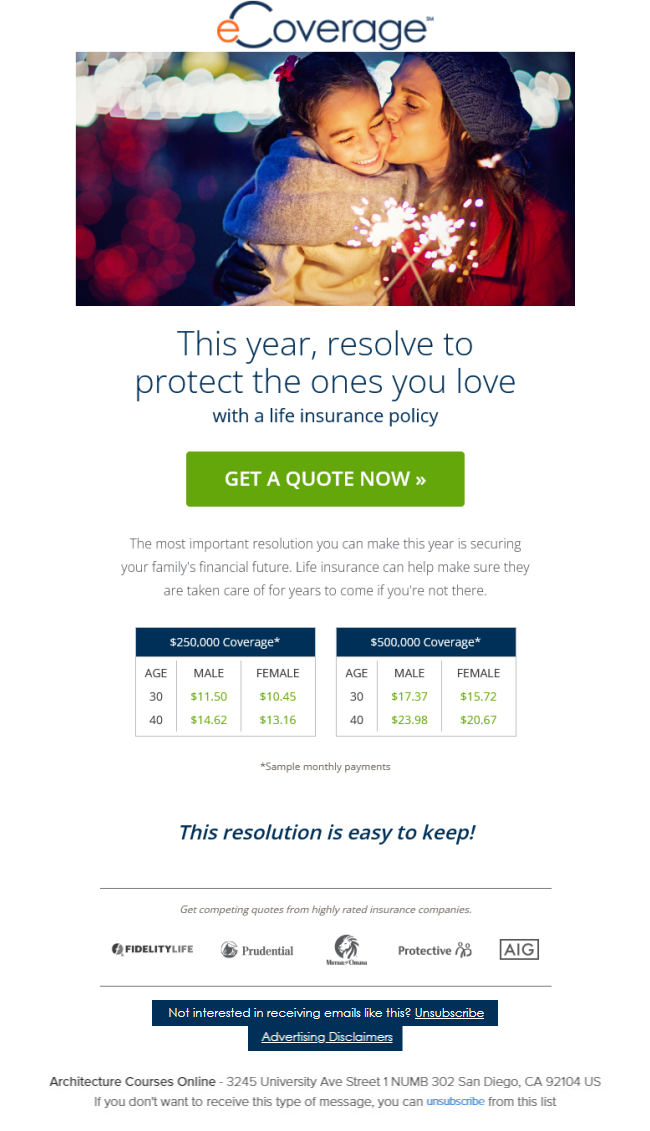 eCoverage℠
This year, resolve to
protect the ones you love
with a life insurance policy
GET A QUOTE NOW »
The most important resolution you can make this year is securing
your family's financial future. Life insurance can help make sure they
are taken care of for years to come if you're not there.
$250,000 Coverage*
AGE MALE FEMALE
30 $11.50 $10.45
40 $14.62 $13.16
$500,000 Coverage*
AGE MALE FEMALE
30 $17.37 $15.72
40 $23.98 $20.67
*Sample monthly payments
This resolution is easy to keep!
Get competing quotes from highly rated insurance companies.
FIDELITYLIFE Prudential Mutual of Omaha Protective AIG
Not interested in receiving emails like this? Unsubscribe
Advertising Disclaimers
Architecture Courses Online - 3245 University Ave Street 1 NUMB 302 San Diego, CA 92104 US
If you don't want to receive this type of message, you can unsubscribe from this list